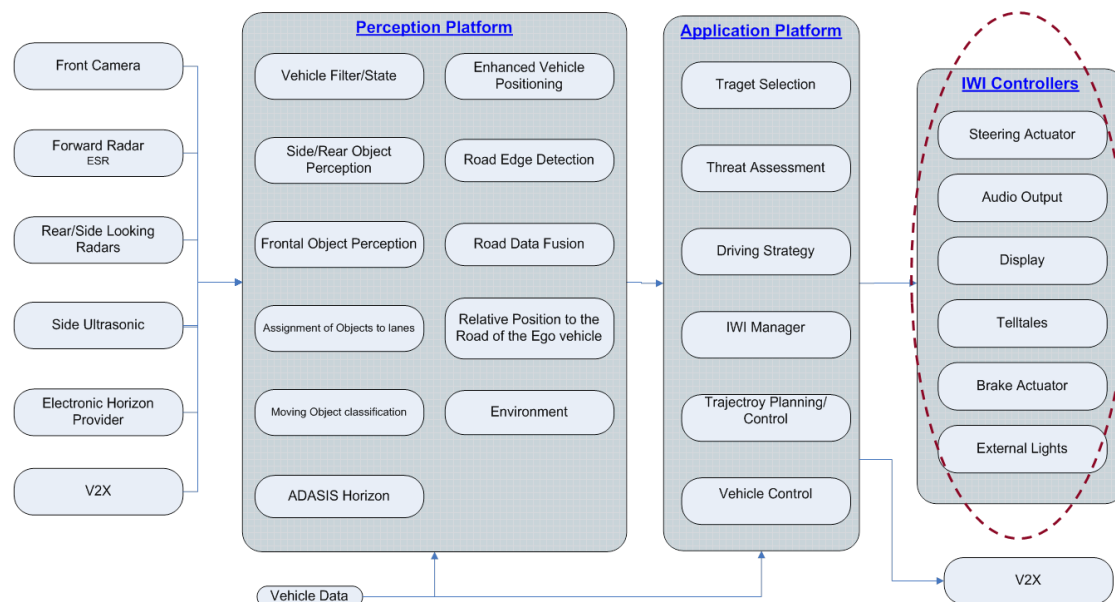 Front Camera
Forward Radar
ESR
Rear/Side Looking
Radars
Side Ultrasonic
Electronic Horizon
Provider
V2X
Perception Platform
Vehicle Filter/State
Enhanced Vehicle
Positioning
Side/Rear Object
Perception
Road Edge Detection
Frontal Object Perception
Road Data Fusion
Assignment of Objects to lanes
Relative Position to the
Road of the Ego vehicle
Moving Object classification
Environment
ADASIS Horizon
Vehicle Data
Application Platform
Traget Selection
Threat Assessment
Driving Strategy
IWI Manager
Trajectroy Planning/
Control
Vehicle Control
IWI Controllers
Steering Actuator
Audio Output
Display
Telltales
Brake Actuator
External Lights
V2X